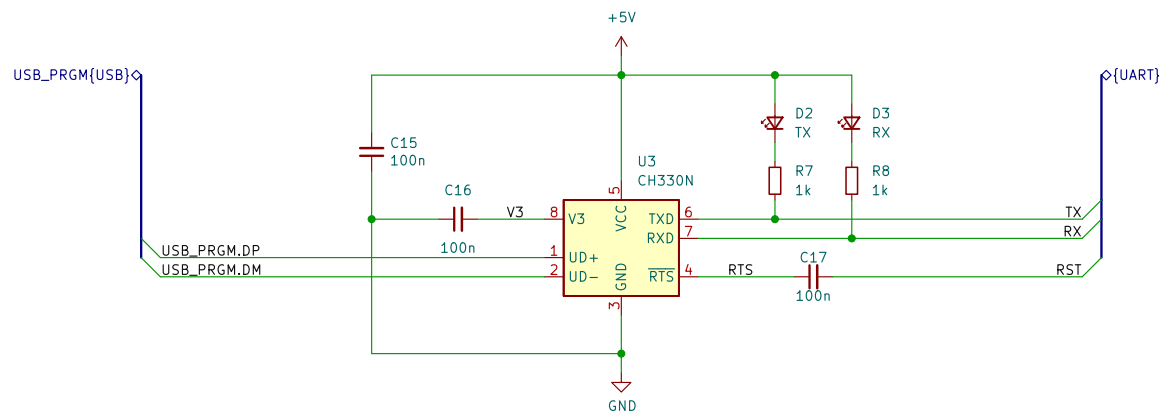 +5V
USB_PRGM{USB}
{UART}
D2
TX
D3
RX
C15
100n
U3
CH330N
R7
1k
R8
1k
C16
100n
V3
8
V3
5
VCC
TXD
6
TX
RXD
7
RX
USB_PRGM.DP
1
UD+
USB_PRGM.DM
2
UD-
GND
3
RTS
4
RTS
C17
100n
RST
GND